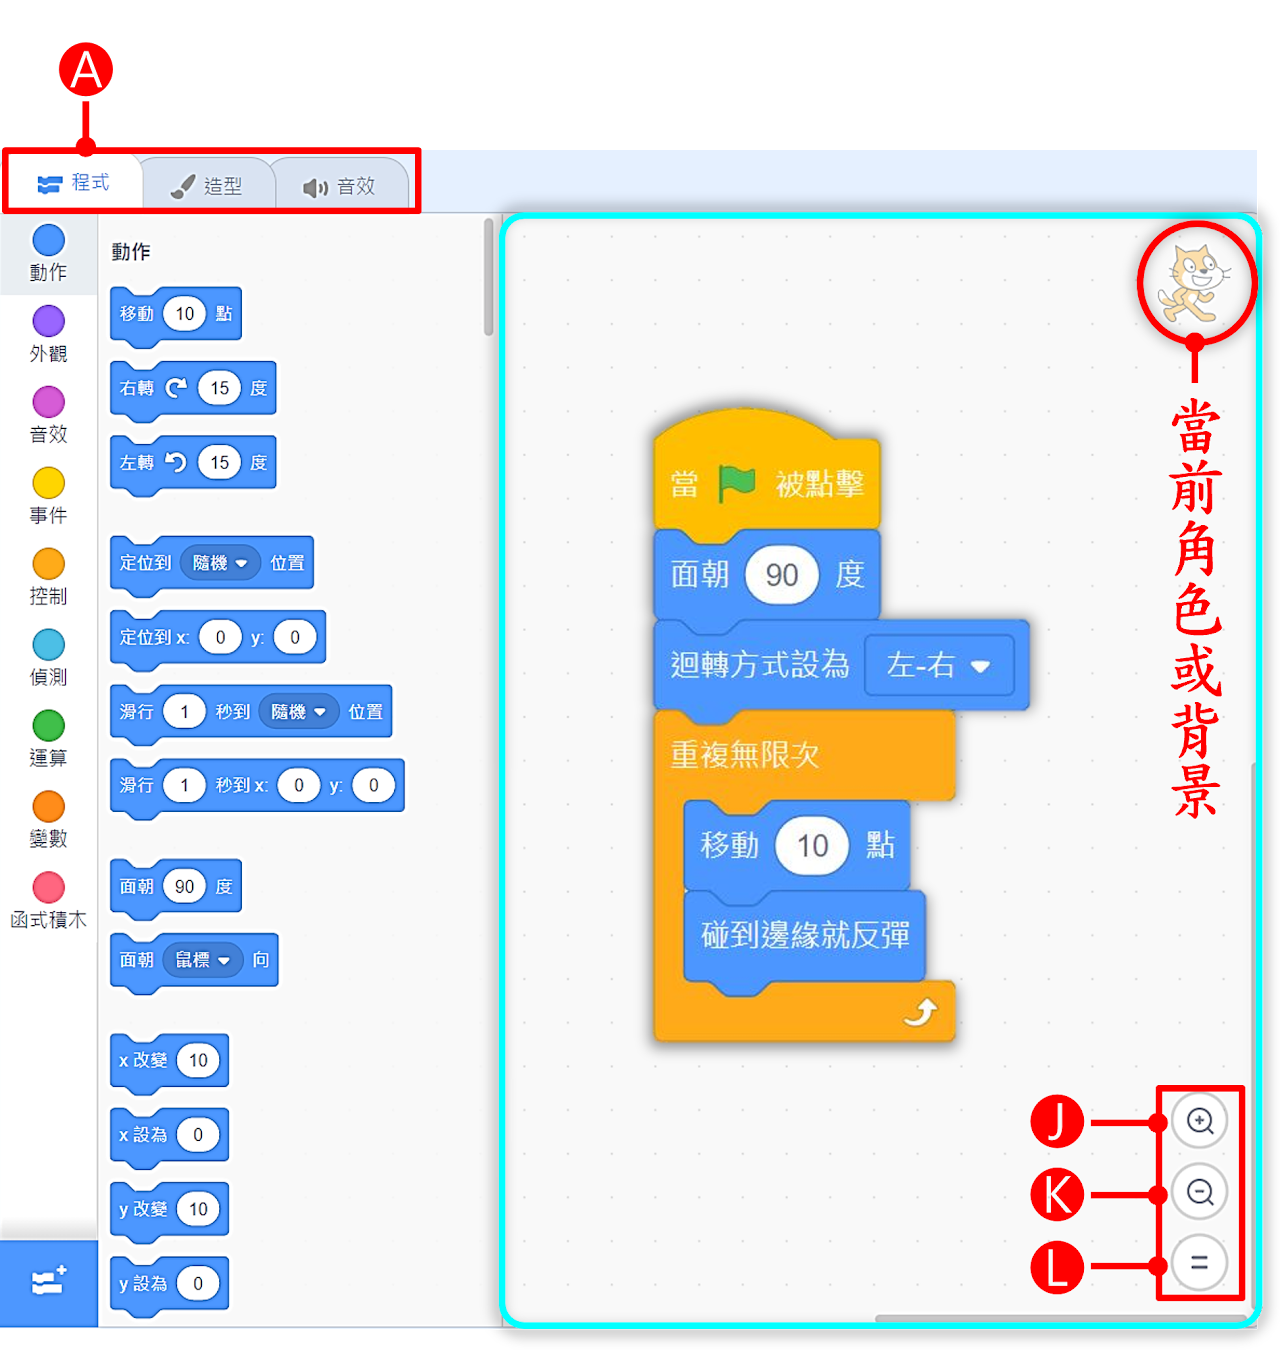 A
程式 造型 音效
動作
外觀
音效
事件
控制
偵測
運算
變數
函式積木
動作
移動 10 點
右轉 15 度
左轉 15 度
定位到 隨機 位置
定位到 x: 0 y: 0
滑行 1 秒到 隨機 位置
滑行 1 秒到 x: 0 y: 0
面朝 90 度
面朝 鼠標 向
x 改變 10
x 設為 0
y 改變 10
y 設為 0
當 被點擊
面朝 90 度
迴轉方式設為 左-右
重複無限次
移動 10 點
碰到邊緣就反彈
當前角色或背景
J
K
L